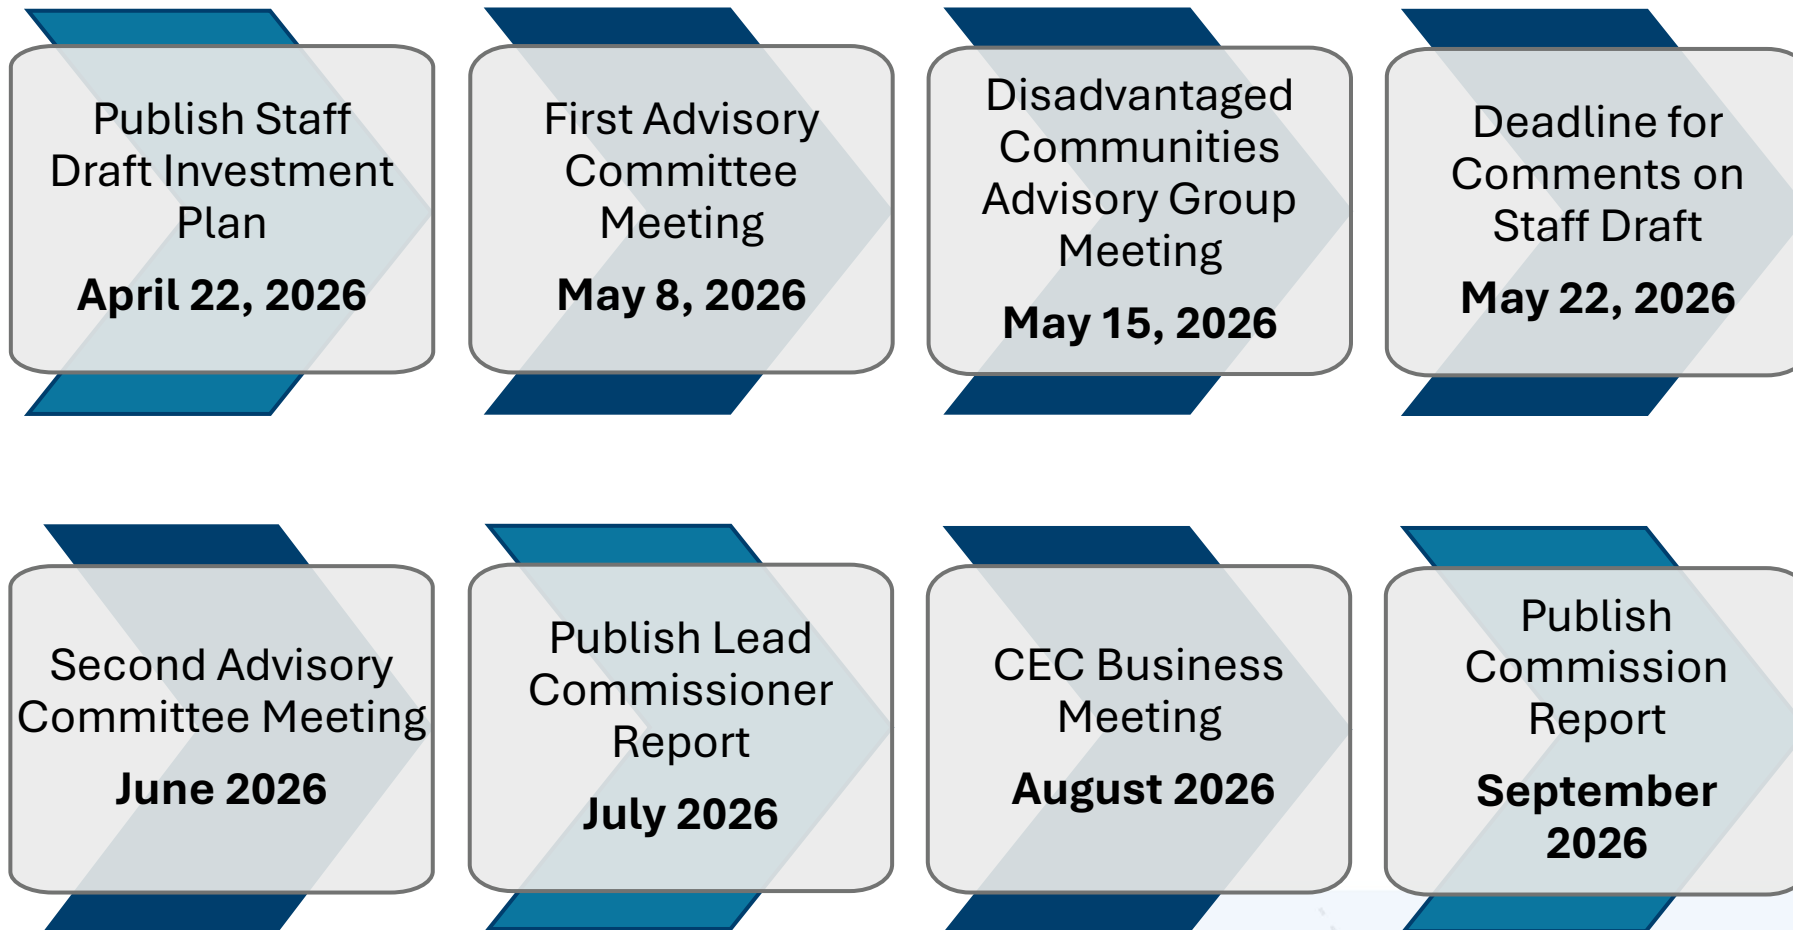 Publish Staff
Draft Investment
Plan
April 22, 2026
First Advisory
Committee
Meeting
May 8, 2026
Disadvantaged
Communities
Advisory Group
Meeting
May 15, 2026
Deadline for
Comments on
Staff Draft
May 22, 2026
Second Advisory
Committee Meeting
June 2026
Publish Lead
Commissioner
Report
July 2026
CEC Business
Meeting
August 2026
Publish
Commission
Report
September
2026